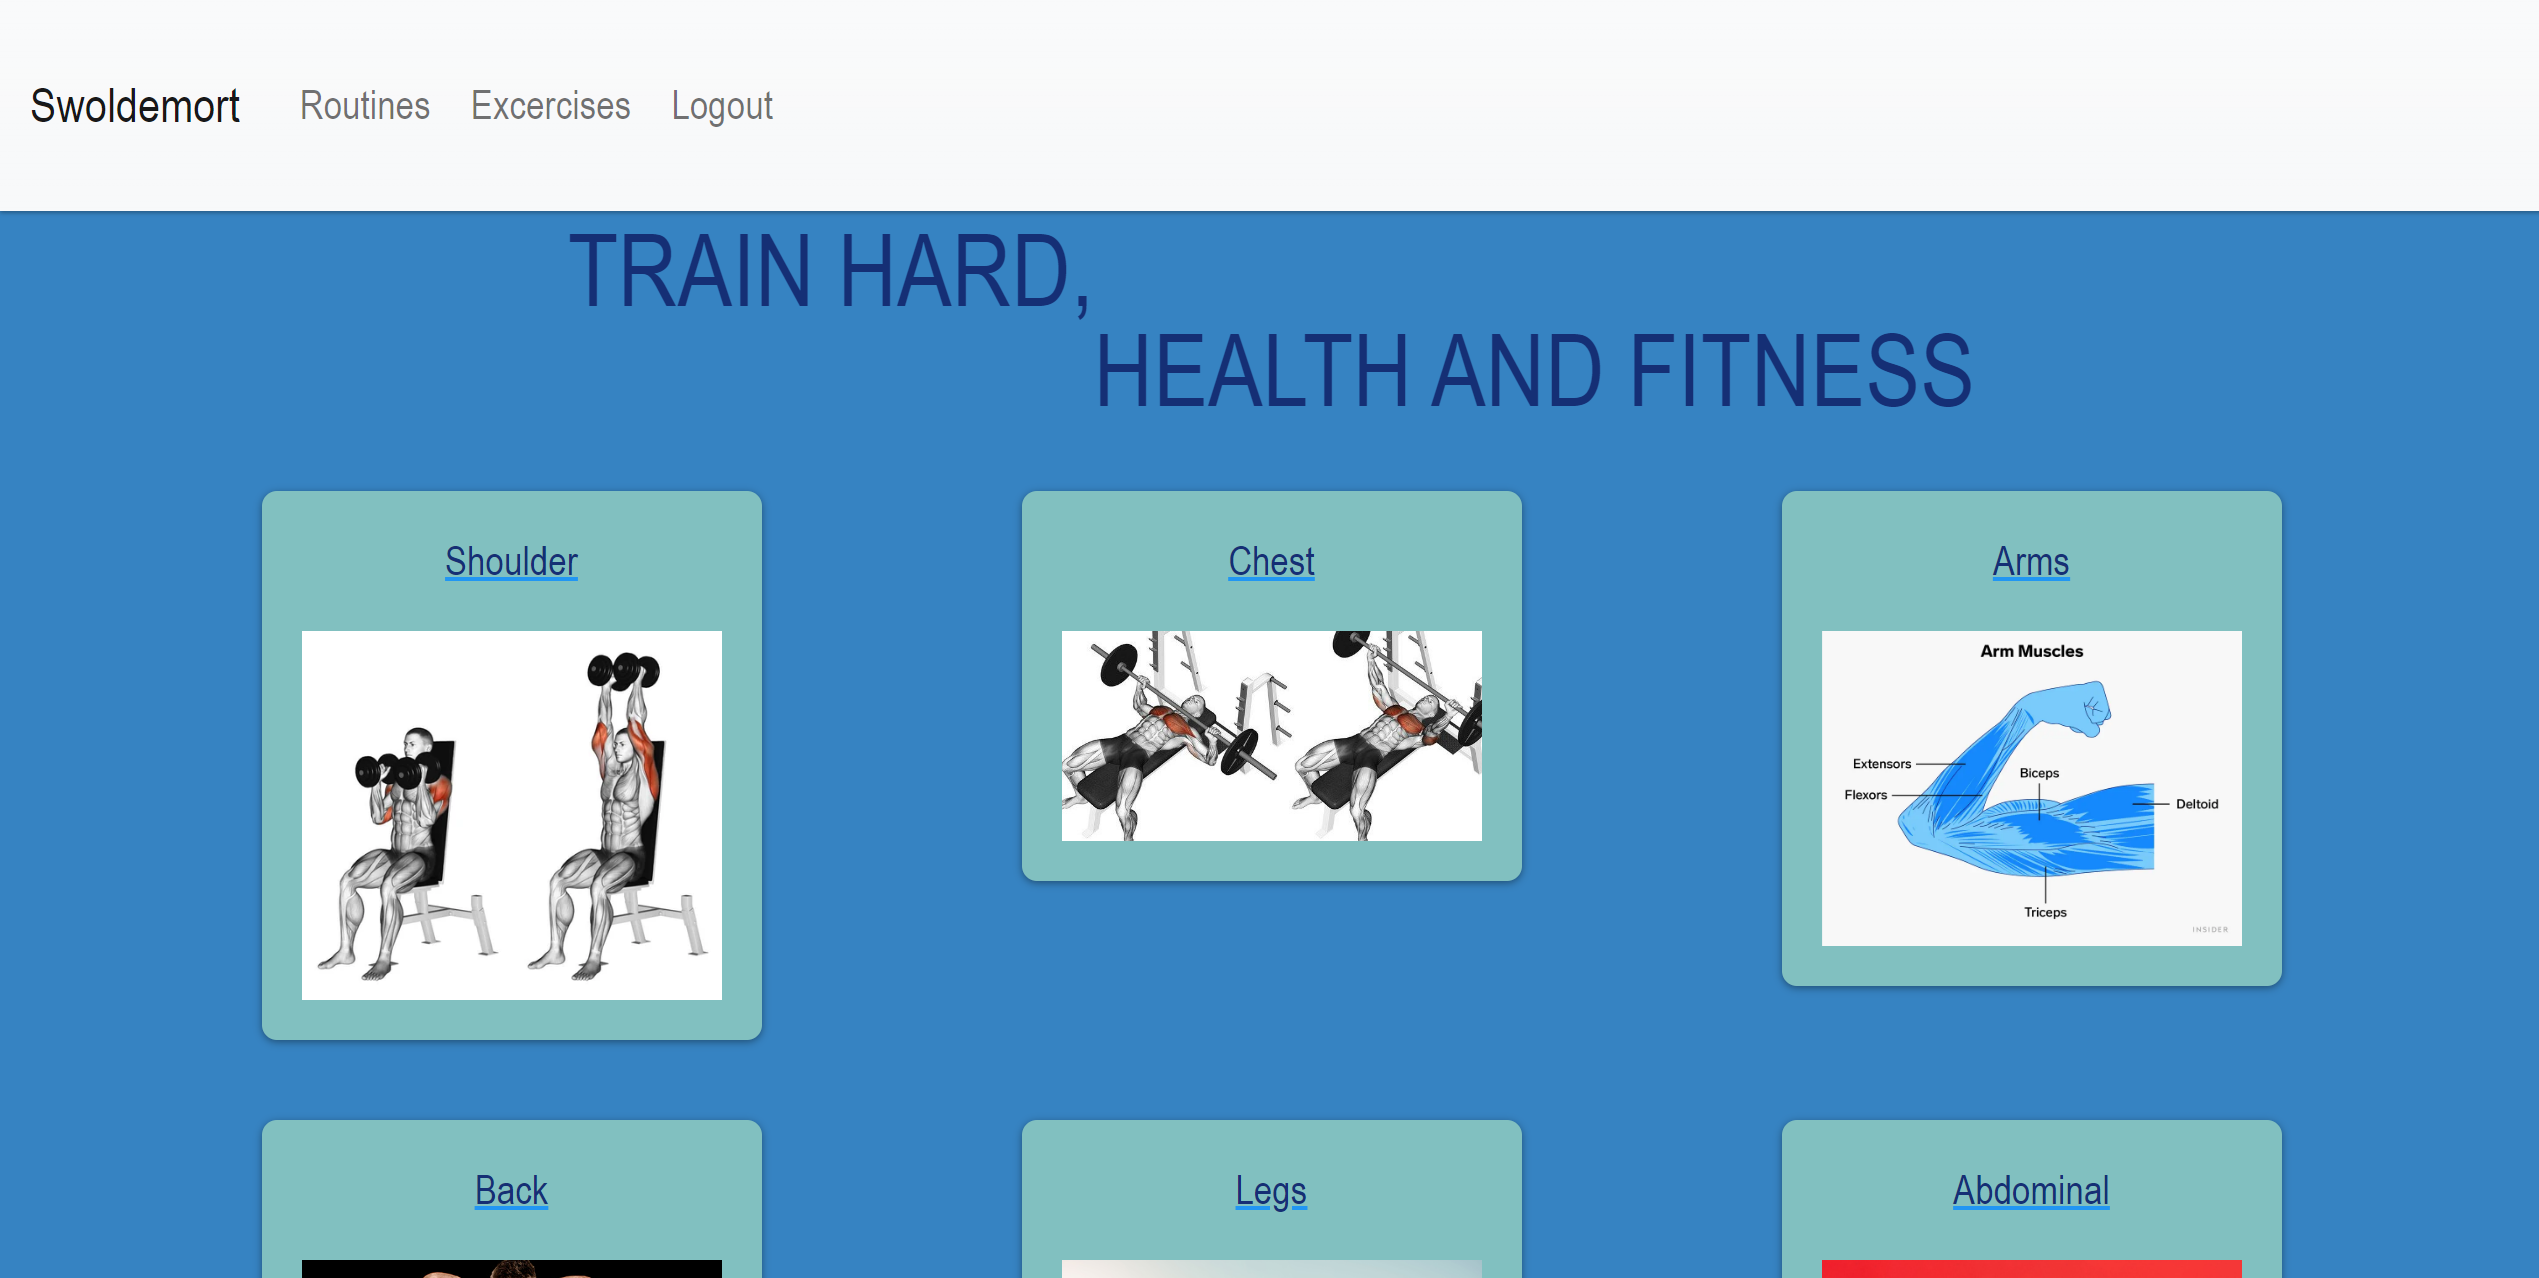 Swoldemort Routines Excercises Logout
TRAIN HARD,
HEALTH AND FITNESS
Shoulder
Chest
Arms
Arm Muscles
Extensors
Biceps
Flexors
Deltoid
Triceps
INSIDER
Back
Legs
Abdominal